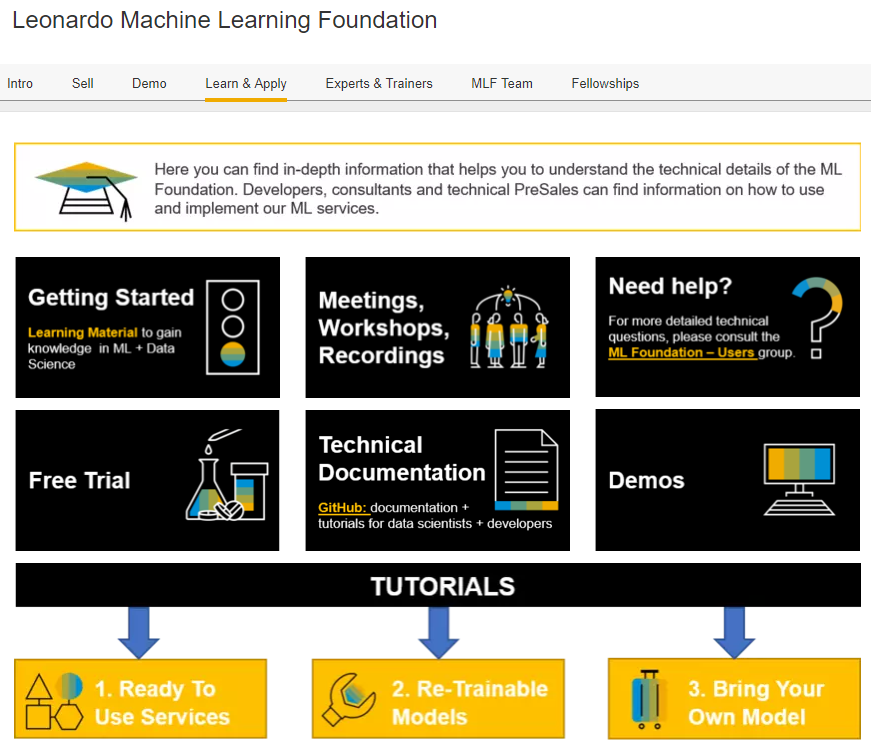 Leonardo Machine Learning Foundation
Intro
Sell
Demo
Learn & Apply
Experts & Trainers
MLF Team
Fellowships
Here you can find in-depth information that helps you to understand the technical details of the ML
Foundation. Developers, consultants and technical PreSales can find information on how to use
and implement our ML services.
Getting Started
Learning Material to gain
knowledge in ML + Data
Science
Meetings,
Workshops,
Recordings
Need help?
For more detailed technical
questions, please consult the
ML Foundation – Users group.
Free Trial
Technical
Documentation
GitHub: documentation +
tutorials for data scientists + developers
Demos
TUTORIALS
1. Ready To
Use Services
2. Re-Trainable
Models
3. Bring Your
Own Model